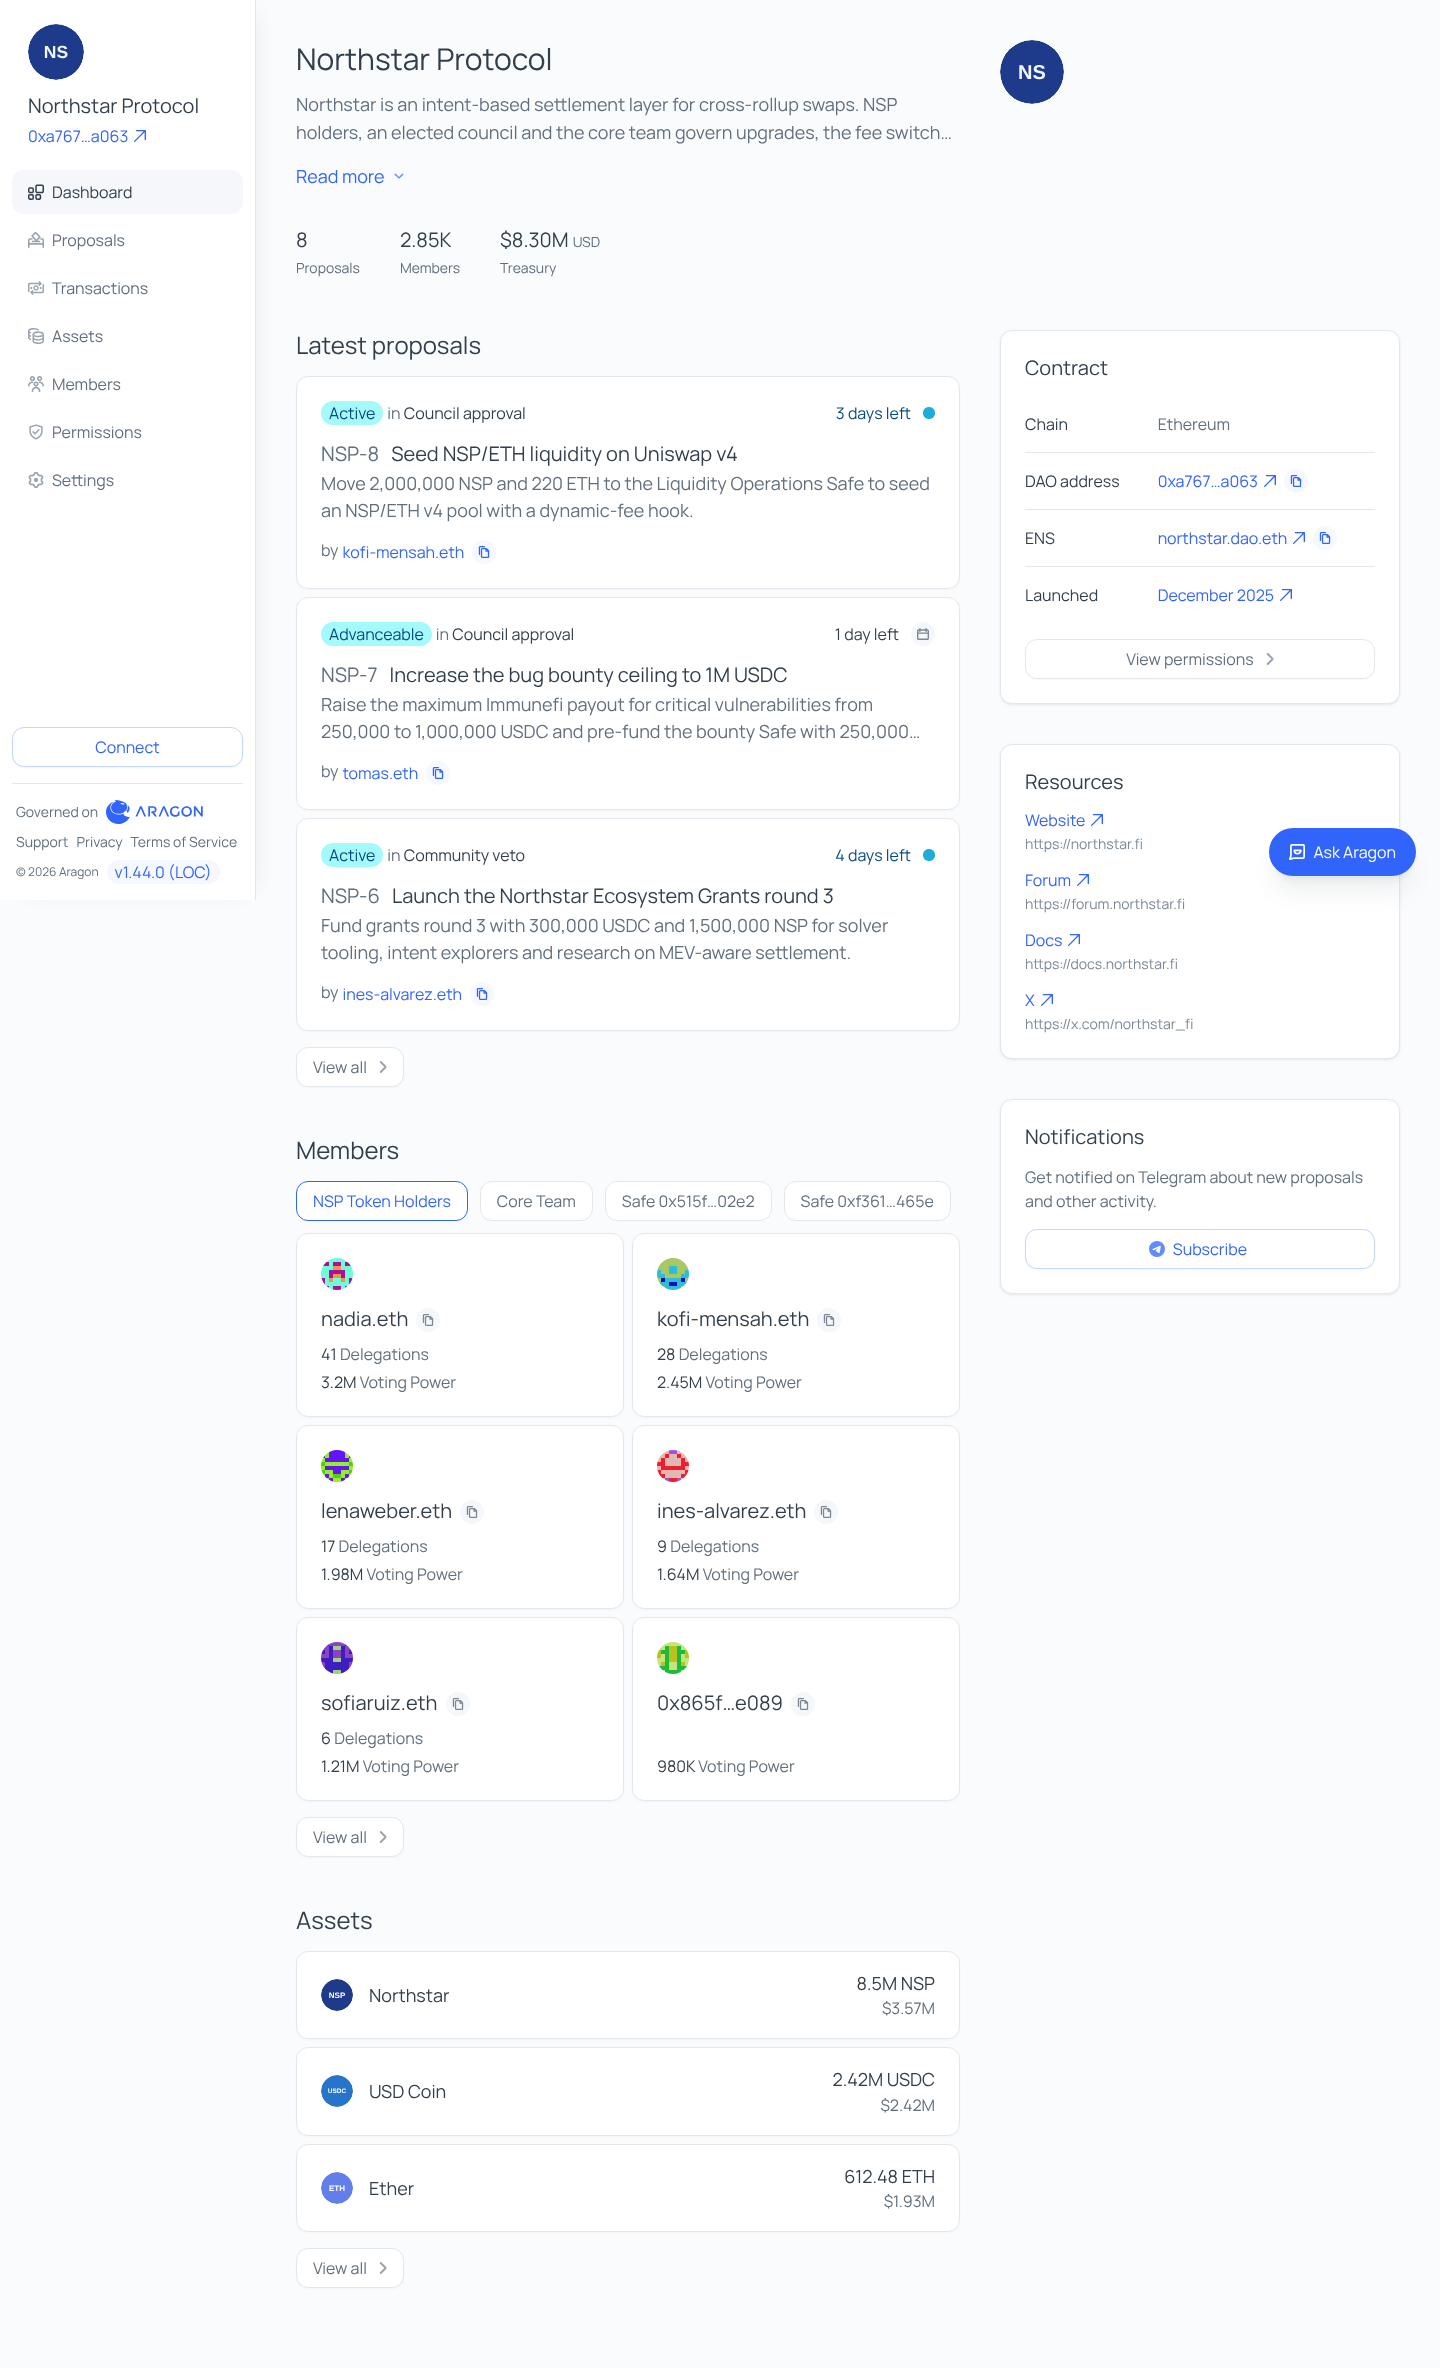 NS
Northstar Protocol
0xa767...a063
Dashboard
Proposals
Transactions
Assets
Members
Permissions
Settings
Connect
Governed on ARAGON
Support Privacy Terms of Service
© 2026 Aragon v1.44.0 (LOC)
Northstar Protocol
Northstar is an intent-based settlement layer for cross-rollup swaps. NSP
holders, an elected council and the core team govern upgrades, the fee switch...
Read more
8 2.85K $8.30M USD
Proposals Members Treasury
NS
Latest proposals
Active in Council approval 3 days left
NSP-8 Seed NSP/ETH liquidity on Uniswap v4
Move 2,000,000 NSP and 220 ETH to the Liquidity Operations Safe to seed
an NSP/ETH v4 pool with a dynamic-fee hook.
by kofi-mensah.eth
Advanceable in Council approval 1 day left
NSP-7 Increase the bug bounty ceiling to 1M USDC
Raise the maximum Immunefi payout for critical vulnerabilities from
250,000 to 1,000,000 USDC and pre-fund the bounty Safe with 250,000...
by tomas.eth
Active in Community veto 4 days left
NSP-6 Launch the Northstar Ecosystem Grants round 3
Fund grants round 3 with 300,000 USDC and 1,500,000 NSP for solver
tooling, intent explorers and research on MEV-aware settlement.
by ines-alvarez.eth
View all
Members
NSP Token Holders Core Team Safe 0x515f...02e2 Safe 0xf361...465e
nadia.eth
41 Delegations
3.2M Voting Power
kofi-mensah.eth
28 Delegations
2.45M Voting Power
lenaweber.eth
17 Delegations
1.98M Voting Power
ines-alvarez.eth
9 Delegations
1.64M Voting Power
sofiaruiz.eth
6 Delegations
1.21M Voting Power
0x865f...e089
980K Voting Power
View all
Assets
NSP Northstar 8.5M NSP
$3.57M
USDC USD Coin 2.42M USDC
$2.42M
ETH Ether 612.48 ETH
$1.93M
View all
Contract
Chain Ethereum
DAO address 0xa767...a063
ENS northstar.dao.eth
Launched December 2025
View permissions
Resources
Website
https://northstar.fi
Forum
https://forum.northstar.fi
Docs
https://docs.northstar.fi
X
https://x.com/northstar_fi
Ask Aragon
Notifications
Get notified on Telegram about new proposals
and other activity.
Subscribe